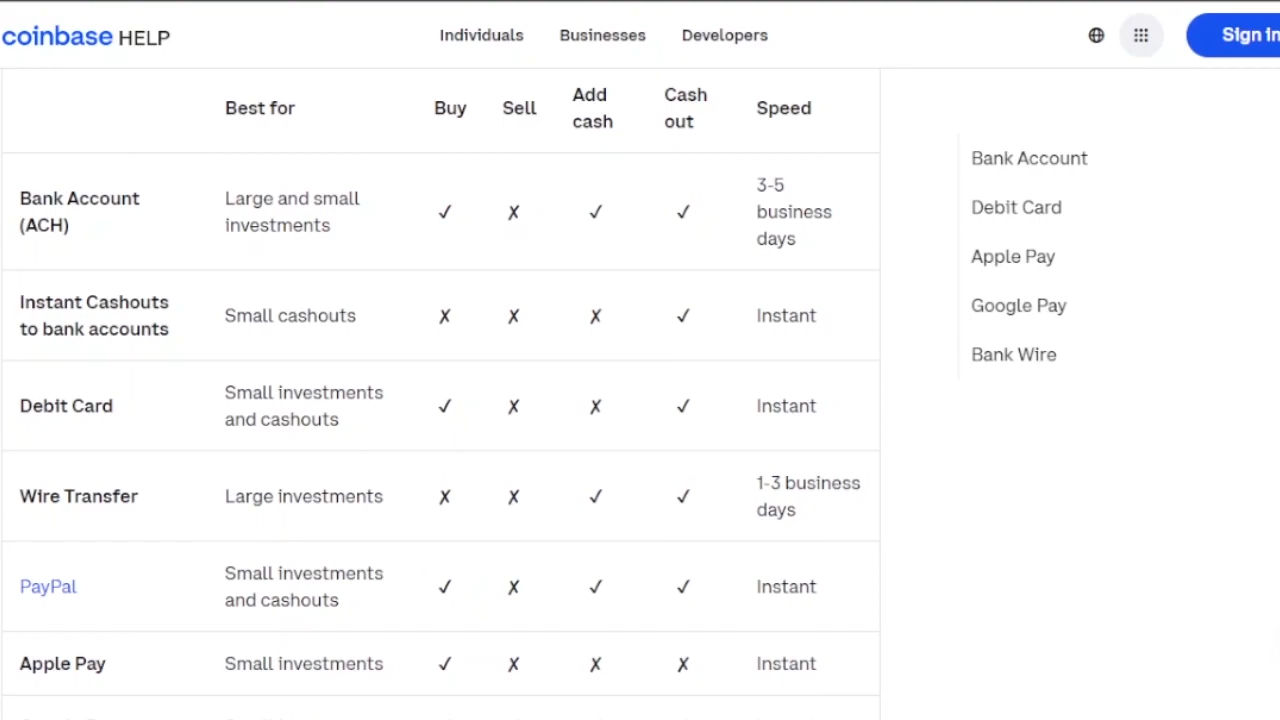 coinbase HELP Individuals Businesses Developers Sign in
Best for Buy Sell Add cash Cash out Speed
Bank Account (ACH) Large and small investments ✓ ✗ ✓ ✓ 3-5 business days
Instant Cashouts to bank accounts Small cashouts ✗ ✗ ✗ ✓ Instant
Debit Card Small investments and cashouts ✓ ✗ ✗ ✓ Instant
Wire Transfer Large investments ✗ ✗ ✓ ✓ 1-3 business days
PayPal Small investments and cashouts ✓ ✗ ✓ ✓ Instant
Apple Pay Small investments ✓ ✗ ✗ ✗ Instant
Bank Account
Debit Card
Apple Pay
Google Pay
Bank Wire